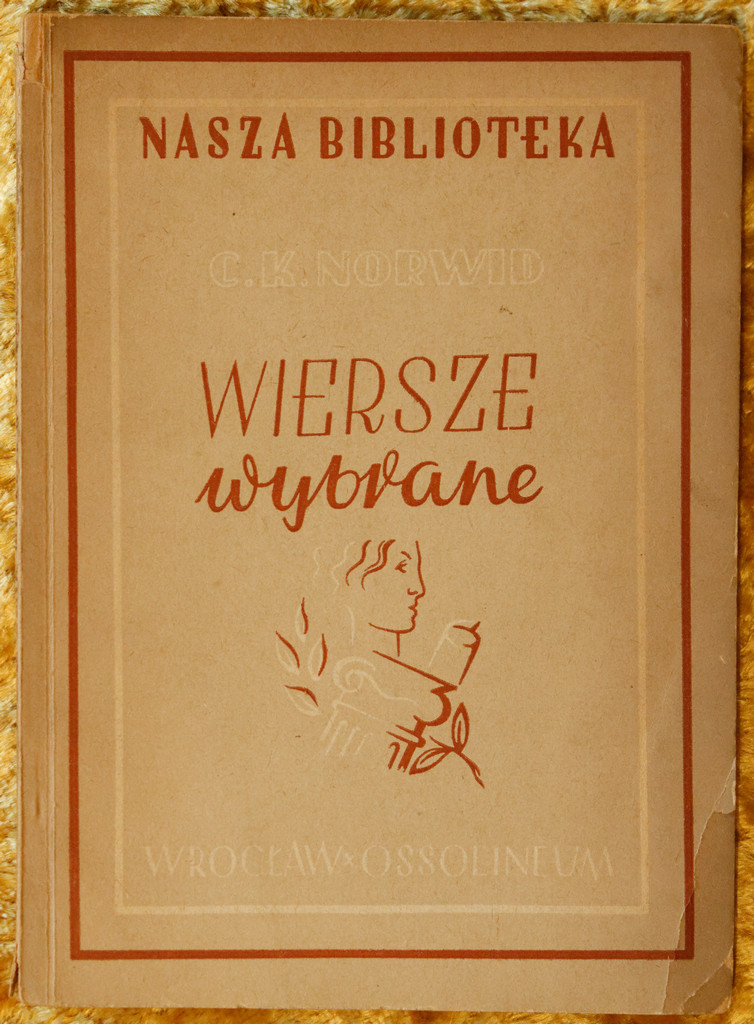 NASZA BIBLIOTEKA
C.K. NORWID
WIERSZE
wybrane
WROCŁAW × OSSOLINEUM